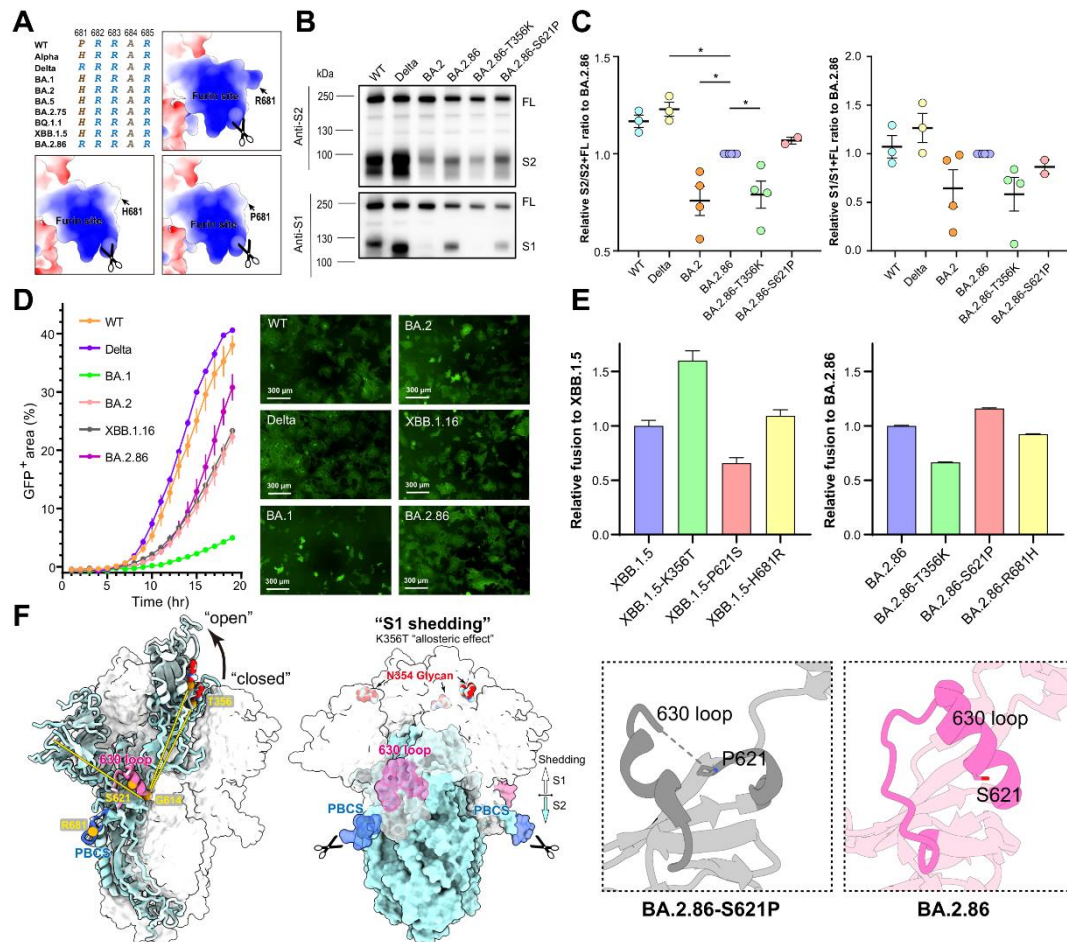 A
681 682 683 684 685
WT P R R A R
Alpha H R R A R
Delta R R R A R
BA.1 H R R A R
BA.2 H R R A R
BA.5 H R R A R
BA.2.75 H R R A R
BQ.1.1 H R R A R
XBB.1.5 H R R A R
BA.2.86 R R R A R
Furin site
R681
Furin site
H681
Furin site
P681
B
WT
Delta
BA.2
BA.2.86
BA.2.86-T356K
BA.2.86-S621P
kDa
Anti-S2
250
130
100
FL
S2
Anti-S1
250
130
100
FL
S1
C
Relative S2/S2+FL ratio to BA.2.86
1.5
1.0
0.5
*
*
*
WT
Delta
BA.2
BA.2.86
BA.2.86-T356K
BA.2.86-S621P
Relative S1/S1+FL ratio to BA.2.86
2.0
1.5
1.0
0.5
0.0
WT
Delta
BA.2
BA.2.86
BA.2.86-T356K
BA.2.86-S621P
D
GFP+ area (%)
40
30
20
10
0
WT
Delta
BA.1
BA.2
XBB.1.16
BA.2.86
0 5 10 15 20
Time (hr)
WT
300 µm
BA.2
300 µm
Delta
300 µm
XBB.1.16
300 µm
BA.1
300 µm
BA.2.86
300 µm
E
Relative fusion to XBB.1.5
1.5
1.0
0.5
0.0
XBB.1.5
XBB.1.5-K356T
XBB.1.5-P621S
XBB.1.5-H681R
Relative fusion to BA.2.86
1.5
1.0
0.5
0.0
BA.2.86
BA.2.86-T356K
BA.2.86-S621P
BA.2.86-R681H
F
"open"
"closed"
T356
630 loop
S621
G614
R681
PBCS
"S1 shedding"
K356T "allosteric effect"
N354 Glycan
630 loop
Shedding
S1
S2
PBCS
PBCS
630 loop
P621
BA.2.86-S621P
630 loop
S621
BA.2.86